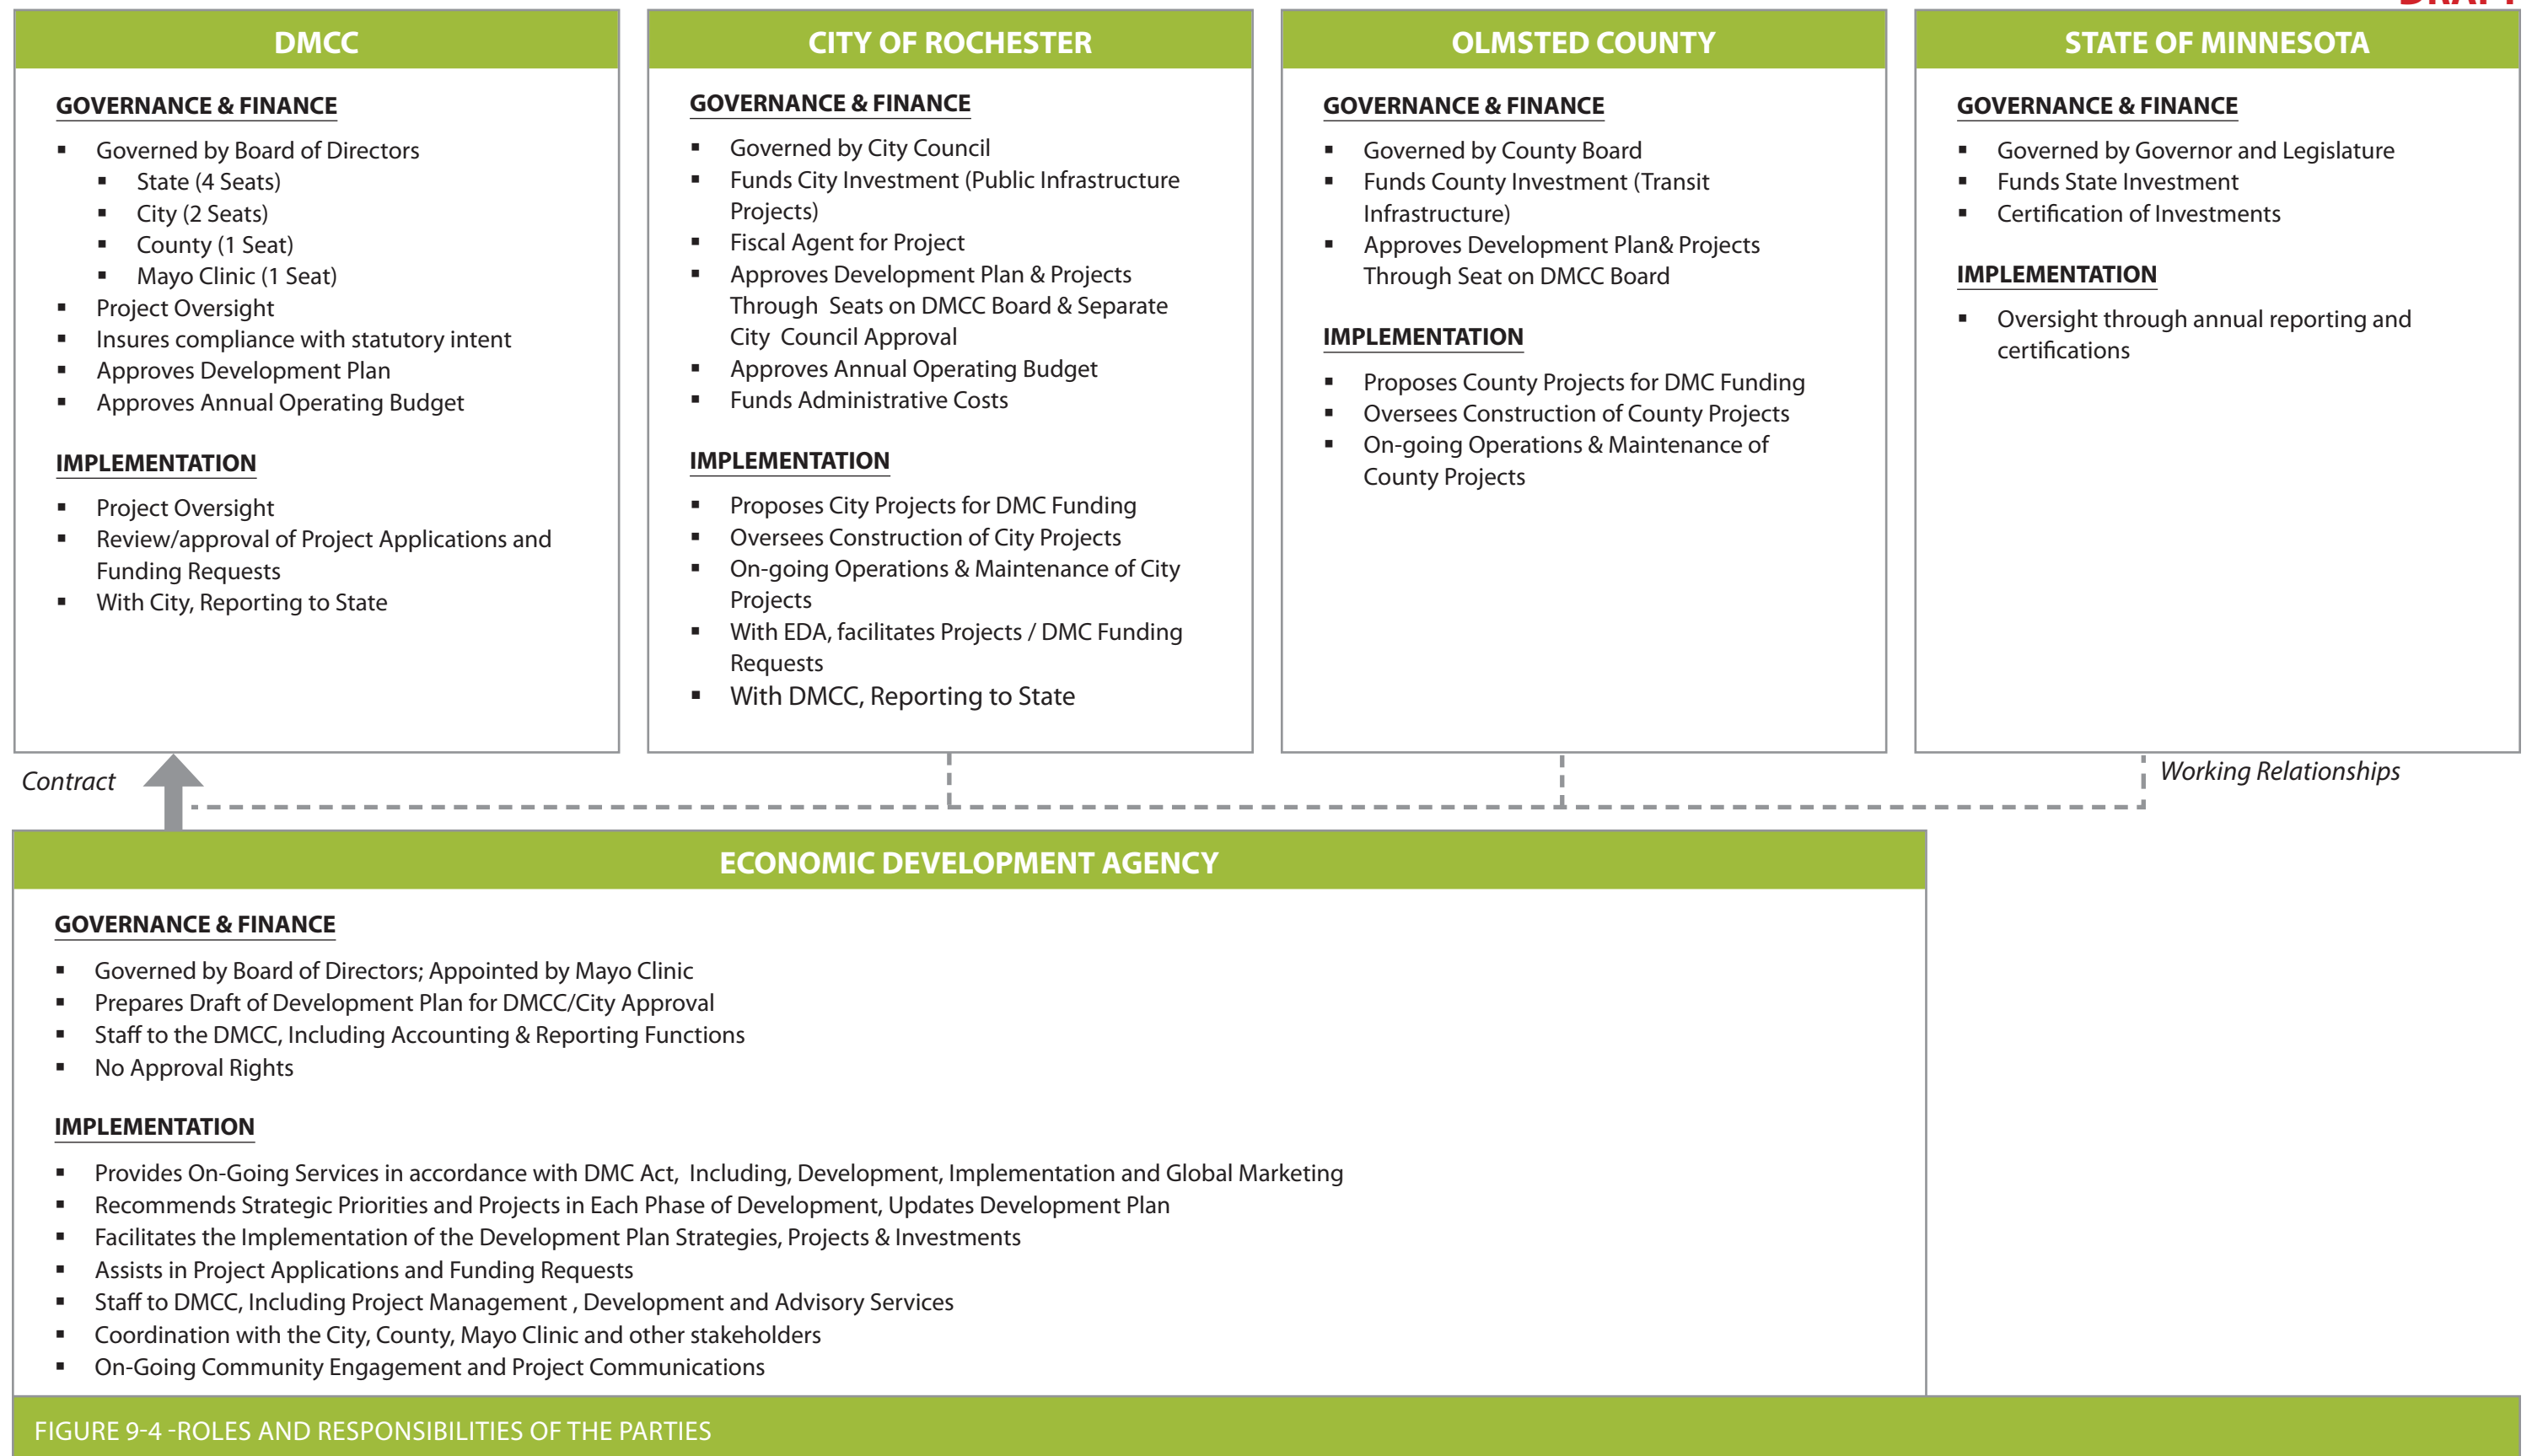 DRAFT
DMCC
GOVERNANCE & FINANCE
▪ Governed by Board of Directors
▪ State (4 Seats)
▪ City (2 Seats)
▪ County (1 Seat)
▪ Mayo Clinic (1 Seat)
▪ Project Oversight
▪ Insures compliance with statutory intent
▪ Approves Development Plan
▪ Approves Annual Operating Budget
IMPLEMENTATION
▪ Project Oversight
▪ Review/approval of Project Applications and
Funding Requests
▪ With City, Reporting to State
CITY OF ROCHESTER
GOVERNANCE & FINANCE
▪ Governed by City Council
▪ Funds City Investment (Public Infrastructure
Projects)
▪ Fiscal Agent for Project
▪ Approves Development Plan & Projects
Through Seats on DMCC Board & Separate
City Council Approval
▪ Approves Annual Operating Budget
▪ Funds Administrative Costs
IMPLEMENTATION
▪ Proposes City Projects for DMC Funding
▪ Oversees Construction of City Projects
▪ On-going Operations & Maintenance of City
Projects
▪ With EDA, facilitates Projects / DMC Funding
Requests
▪ With DMCC, Reporting to State
OLMSTED COUNTY
GOVERNANCE & FINANCE
▪ Governed by County Board
▪ Funds County Investment (Transit
Infrastructure)
▪ Approves Development Plan& Projects
Through Seat on DMCC Board
IMPLEMENTATION
▪ Proposes County Projects for DMC Funding
▪ Oversees Construction of County Projects
▪ On-going Operations & Maintenance of
County Projects
STATE OF MINNESOTA
GOVERNANCE & FINANCE
▪ Governed by Governor and Legislature
▪ Funds State Investment
▪ Certification of Investments
IMPLEMENTATION
▪ Oversight through annual reporting and
certifications
Contract
Working Relationships
ECONOMIC DEVELOPMENT AGENCY
GOVERNANCE & FINANCE
▪ Governed by Board of Directors; Appointed by Mayo Clinic
▪ Prepares Draft of Development Plan for DMCC/City Approval
▪ Staff to the DMCC, Including Accounting & Reporting Functions
▪ No Approval Rights
IMPLEMENTATION
▪ Provides On-Going Services in accordance with DMC Act, Including, Development, Implementation and Global Marketing
▪ Recommends Strategic Priorities and Projects in Each Phase of Development, Updates Development Plan
▪ Facilitates the Implementation of the Development Plan Strategies, Projects & Investments
▪ Assists in Project Applications and Funding Requests
▪ Staff to DMCC, Including Project Management , Development and Advisory Services
▪ Coordination with the City, County, Mayo Clinic and other stakeholders
▪ On-Going Community Engagement and Project Communications
FIGURE 9-4 -ROLES AND RESPONSIBILITIES OF THE PARTIES